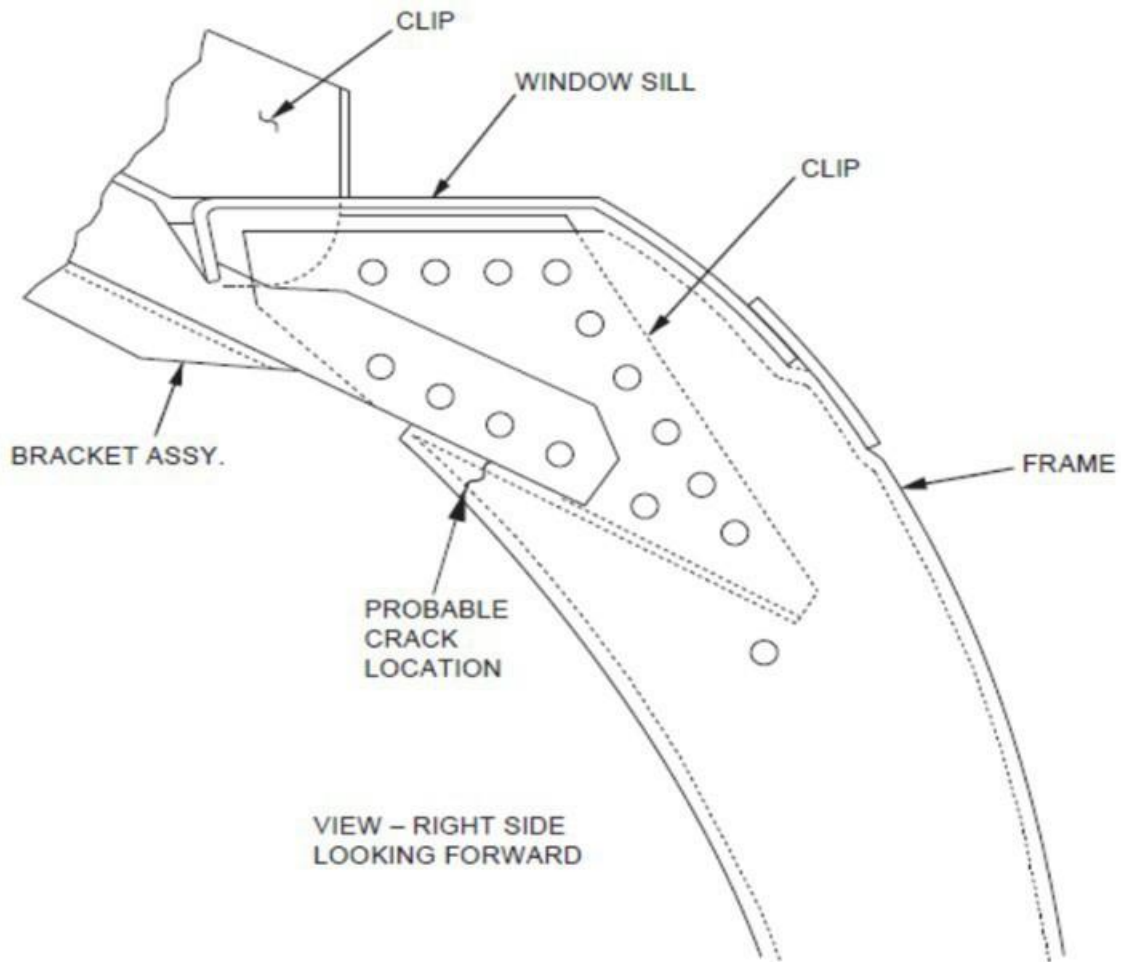 CLIP
WINDOW SILL
CLIP
BRACKET ASSY.
FRAME
PROBABLE
CRACK
LOCATION
VIEW – RIGHT SIDE
LOOKING FORWARD